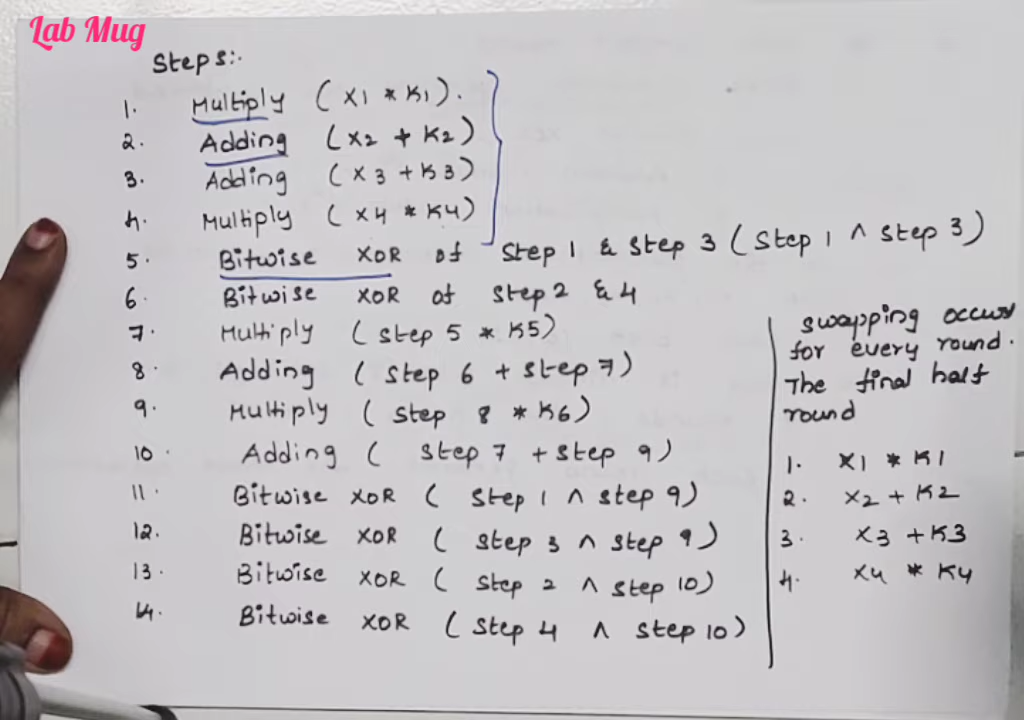 Lab Mug
Steps:-
1. Multiply (X1 * K1).
2. Adding (X2 + K2)
3. Adding (X3 + K3)
4. Multiply (X4 * K4)
5. Bitwise XOR of Step 1 & Step 3 (Step 1 ^ Step 3)
6. Bitwise XOR of Step 2 & 4
7. Multiply (Step 5 * K5)
8. Adding (Step 6 + Step 7)
9. Multiply (Step 8 * K6)
10. Adding (Step 7 + Step 9)
11. Bitwise XOR (Step 1 ^ Step 9)
12. Bitwise XOR (Step 3 ^ Step 9)
13. Bitwise XOR (Step 2 ^ Step 10)
14. Bitwise XOR (Step 4 ^ Step 10)
swapping occurs
for every round.
The final half
round
1. X1 * K1
2. X2 + K2
3. X3 + K3
4. X4 * K4